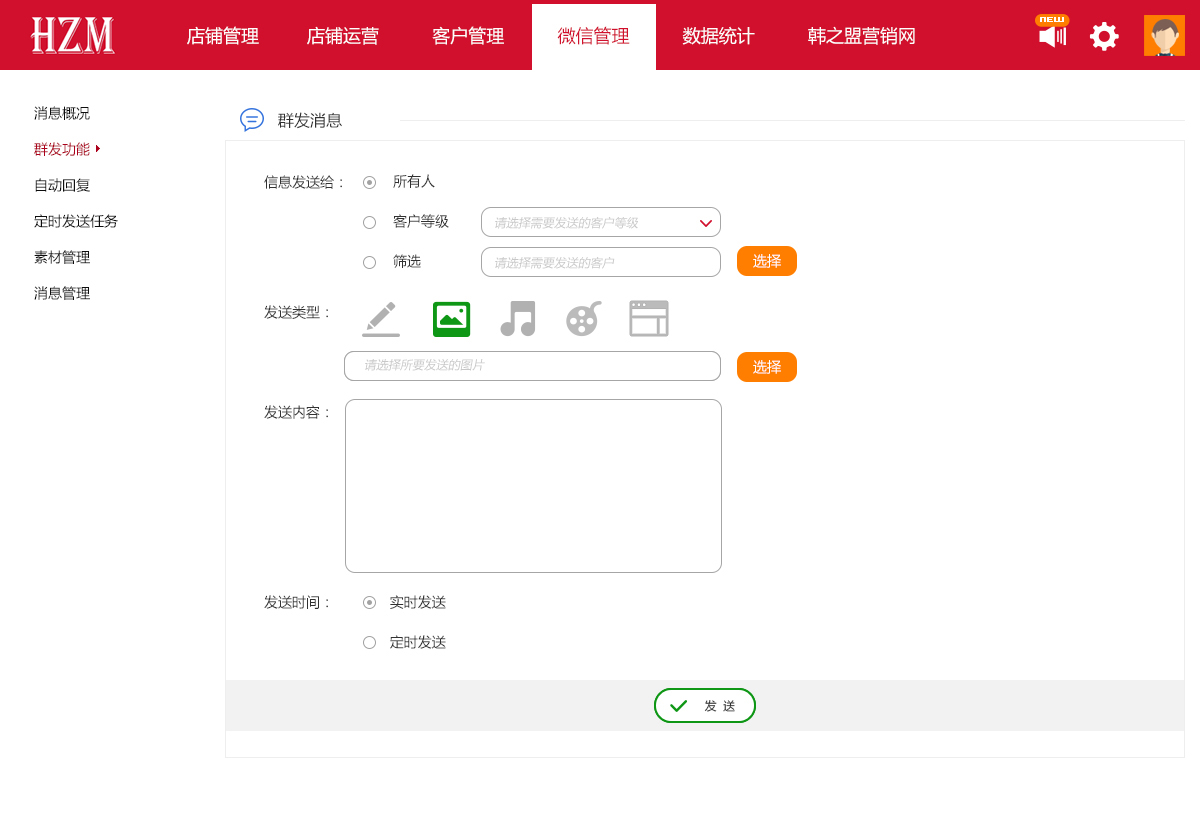 HZM 店铺管理 店铺运营 客户管理 微信管理 数据统计 韩之盟营销网 NEW
消息概况
群发功能
自动回复
定时发送任务
素材管理
消息管理
群发消息
信息发送给： 所有人
客户等级 请选择需要发送的客户等级
筛选 请选择需要发送的客户 选择
发送类型：
请选择所要发送的图片 选择
发送内容：
发送时间： 实时发送
定时发送
发 送